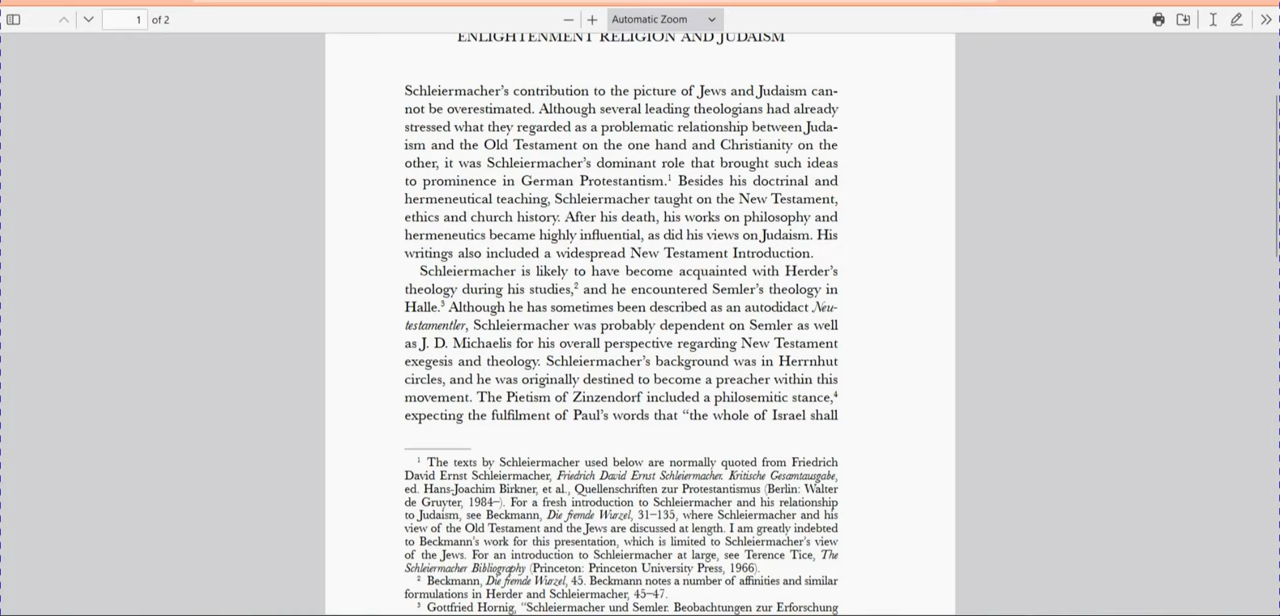 1 of 2
Automatic Zoom
ENLIGHTENMENT RELIGION AND JUDAISM
Schleiermacher’s contribution to the picture of Jews and Judaism can-
not be overestimated. Although several leading theologians had already
stressed what they regarded as a problematic relationship between Juda-
ism and the Old Testament on the one hand and Christianity on the
other, it was Schleiermacher’s dominant role that brought such ideas
to prominence in German Protestantism.¹ Besides his doctrinal and
hermeneutical teaching, Schleiermacher taught on the New Testament,
ethics and church history. After his death, his works on philosophy and
hermeneutics became highly influential, as did his views on Judaism. His
writings also included a widespread New Testament Introduction.
Schleiermacher is likely to have become acquainted with Herder’s
theology during his studies,² and he encountered Semler’s theology in
Halle.³ Although he has sometimes been described as an autodidact Neu-
testamentler, Schleiermacher was probably dependent on Semler as well
as J. D. Michaelis for his overall perspective regarding New Testament
exegesis and theology. Schleiermacher’s background was in Herrnhut
circles, and he was originally destined to become a preacher within this
movement. The Pietism of Zinzendorf included a philosemitic stance,⁴
expecting the fulfilment of Paul’s words that “the whole of Israel shall
¹ The texts by Schleiermacher used below are normally quoted from Friedrich
David Ernst Schleiermacher, Friedrich David Ernst Schleiermacher. Kritische Gesamtausgabe,
ed. Hans-Joachim Birkner, et al., Quellenschriften zur Protestantismus (Berlin: Walter
de Gruyter, 1984–). For a fresh introduction to Schleiermacher and his relationship
to Judaism, see Beckmann, Die fremde Wurzel, 31–135, where Schleiermacher and his
view of the Old Testament and the Jews are discussed at length. I am greatly indebted
to Beckmann’s work for this presentation, which is limited to Schleiermacher’s view
of the Jews. For an introduction to Schleiermacher at large, see Terence Tice, The
Schleiermacher Bibliography (Princeton: Princeton University Press, 1966).
² Beckmann, Die fremde Wurzel, 45. Beckmann notes a number of affinities and similar
formulations in Herder and Schleiermacher, 45–47.
³ Gottfried Hornig, “Schleiermacher und Semler. Beobachtungen zur Erforschung